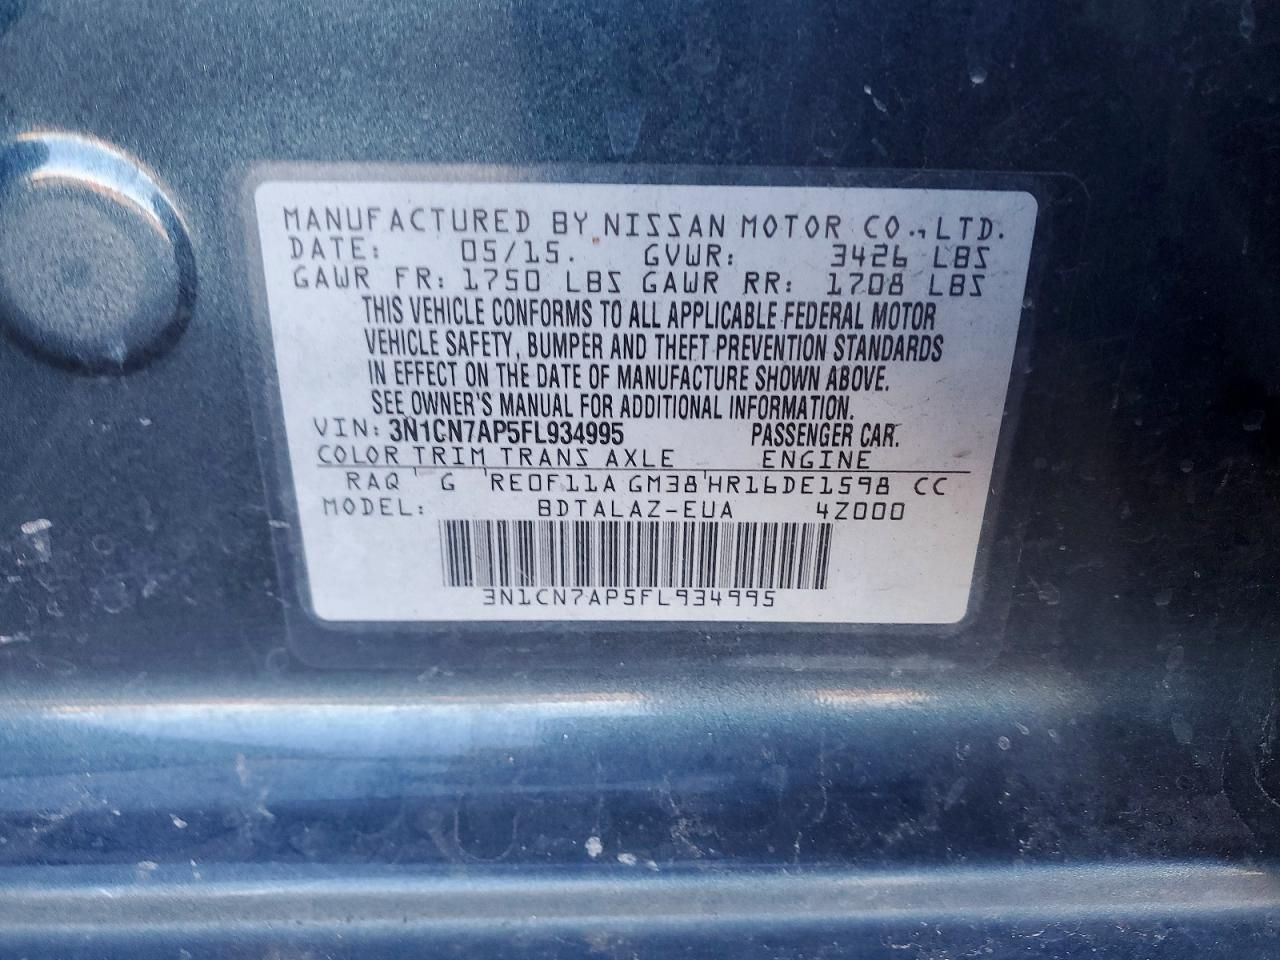 MANUFACTURED BY NISSAN MOTOR CO., LTD.
DATE: 05/15. GVWR: 3426 LBS
GAWR FR: 1750 LBS GAWR RR: 1708 LBS
THIS VEHICLE CONFORMS TO ALL APPLICABLE FEDERAL MOTOR
VEHICLE SAFETY, BUMPER AND THEFT PREVENTION STANDARDS
IN EFFECT ON THE DATE OF MANUFACTURE SHOWN ABOVE.
SEE OWNER'S MANUAL FOR ADDITIONAL INFORMATION.
VIN: 3N1CN7AP5FL934995 PASSENGER CAR.
COLOR TRIM TRANS AXLE ENGINE
RAQ G RE0F11A GM38 HR16DE1598 CC
MODEL: BDTALAZ-EUA 4Z000
3N1CN7AP5FL934995